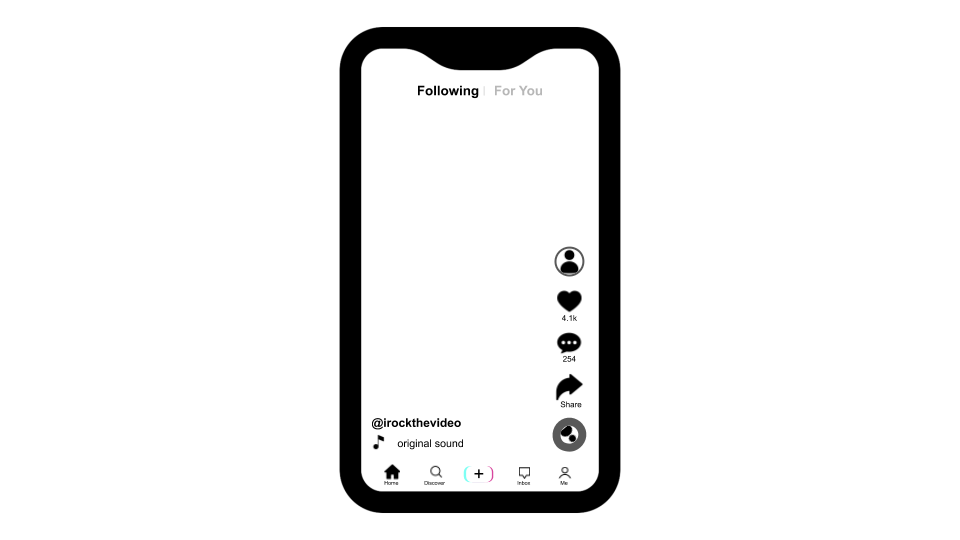 Following | For You
4.1k
254
Share
@irockthevideo
original sound
Home Discover + Inbox Me